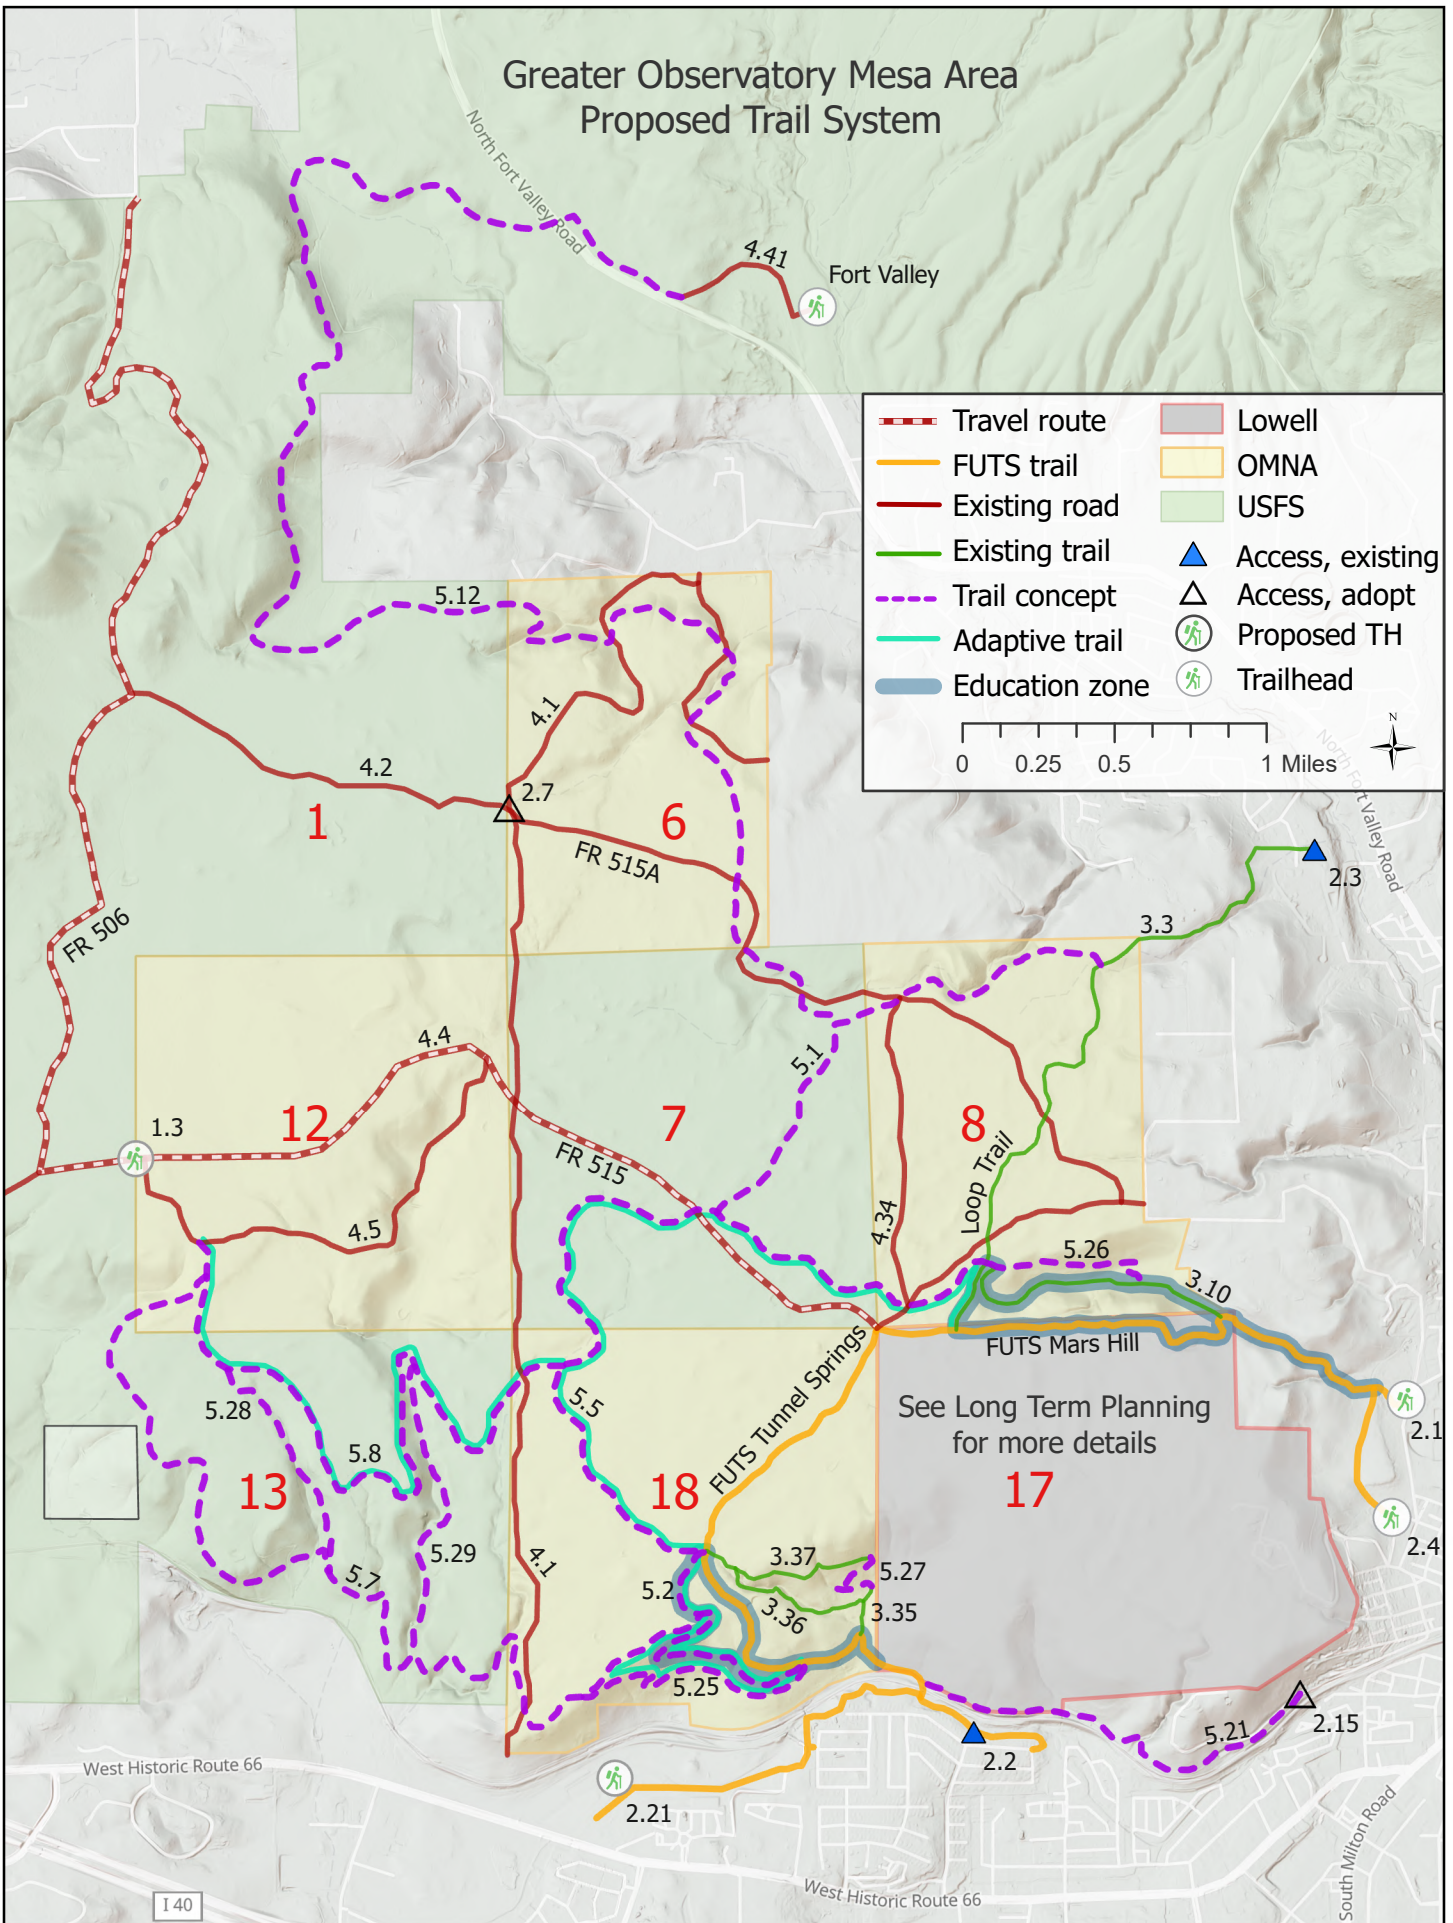 Greater Observatory Mesa Area
Proposed Trail System
North Fort Valley Road
4.41
Fort Valley
Travel route
FUTS trail
Existing road
Existing trail
Trail concept
Adaptive trail
Education zone
Lowell
OMNA
USFS
Access, existing
Access, adopt
Proposed TH
Trailhead
0 0.25 0.5 1 Miles
N
North Fort Valley Road
5.12
4.1
4.2
2.7
1
6
FR 515A
2.3
3.3
FR 506
4.4
5.1
1.3
12
7
8
FR 515
Loop Trail
4.34
4.5
5.26
3.10
FUTS Mars Hill
FUTS Tunnel Springs
See Long Term Planning
for more details
17
2.1
2.4
5.28
5.8
5.5
13
18
5.29
5.7
4.1
3.37
5.27
5.2
3.36
3.35
5.25
5.21
2.15
2.2
2.21
West Historic Route 66
West Historic Route 66
South Milton Road
I 40